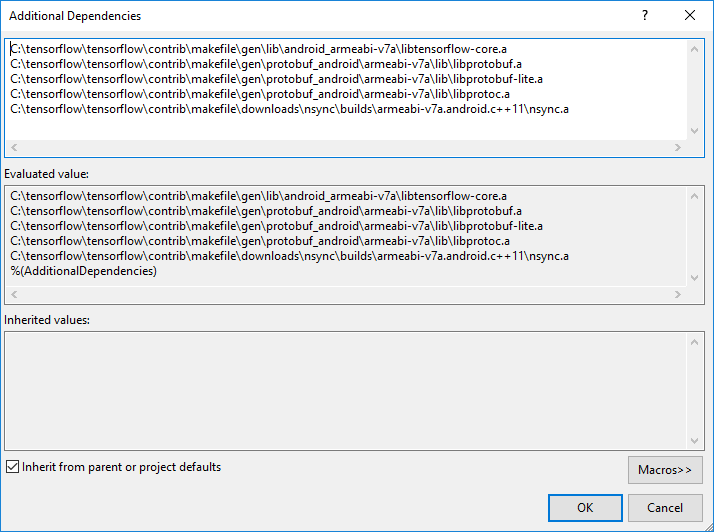 Additional Dependencies
C:\tensorflow\tensorflow\contrib\makefile\gen\lib\android_armeabi-v7a\libtensorflow-core.a
C:\tensorflow\tensorflow\contrib\makefile\gen\protobuf_android\armeabi-v7a\lib\libprotobuf.a
C:\tensorflow\tensorflow\contrib\makefile\gen\protobuf_android\armeabi-v7a\lib\libprotobuf-lite.a
C:\tensorflow\tensorflow\contrib\makefile\gen\protobuf_android\armeabi-v7a\lib\libprotoc.a
C:\tensorflow\tensorflow\contrib\makefile\downloads\nsync\builds\armeabi-v7a.android.c++11\nsync.a
Evaluated value:
C:\tensorflow\tensorflow\contrib\makefile\gen\lib\android_armeabi-v7a\libtensorflow-core.a
C:\tensorflow\tensorflow\contrib\makefile\gen\protobuf_android\armeabi-v7a\lib\libprotobuf.a
C:\tensorflow\tensorflow\contrib\makefile\gen\protobuf_android\armeabi-v7a\lib\libprotobuf-lite.a
C:\tensorflow\tensorflow\contrib\makefile\gen\protobuf_android\armeabi-v7a\lib\libprotoc.a
C:\tensorflow\tensorflow\contrib\makefile\downloads\nsync\builds\armeabi-v7a.android.c++11\nsync.a
%(AdditionalDependencies)
Inherited values:
Inherit from parent or project defaults
Macros>>
OK
Cancel